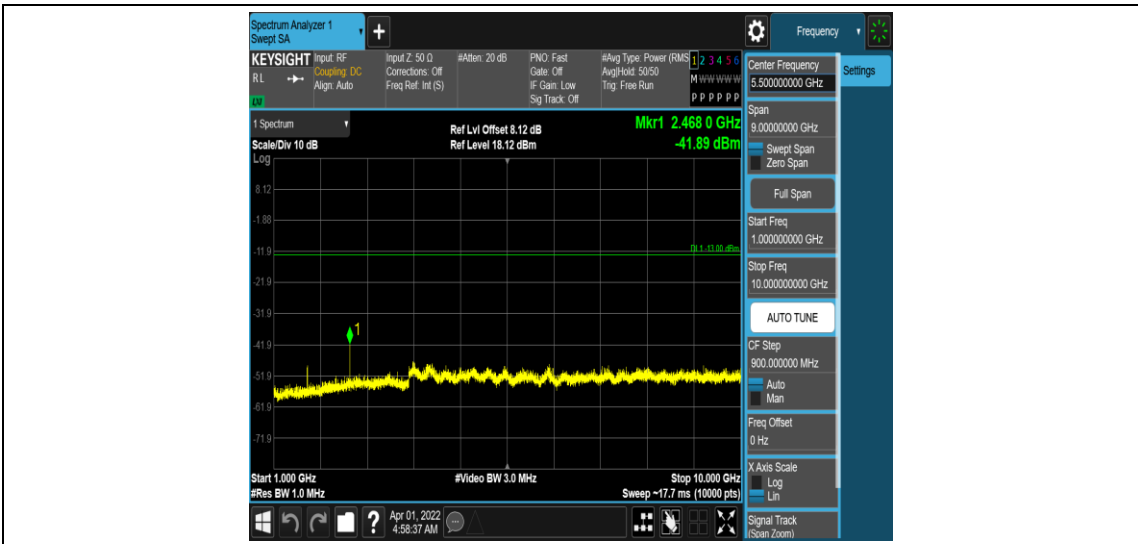 Spectrum Analyzer 1
Swept SA
+
Frequency
KEYSIGHT
RL
LXI
Input: RF
Coupling: DC
Align: Auto
Input Z: 50 Ω
Corrections: Off
Freq Ref: Int (S)
#Atten: 20 dB
PNO: Fast
Gate: Off
IF Gain: Low
Sig Track: Off
#Avg Type: Power (RMS
Avg|Hold: 50/50
Trig: Free Run
1 2 3 4 5 6
M W W W W W
P P P P P P
Center Frequency
5.500000000 GHz
Settings
Span
9.00000000 GHz
Swept Span
Zero Span
Full Span
Start Freq
1.000000000 GHz
Stop Freq
10.000000000 GHz
AUTO TUNE
CF Step
900.000000 MHz
Auto
Man
Freq Offset
0 Hz
X Axis Scale
Log
Lin
Signal Track
(Span Zoom)
1 Spectrum
Scale/Div 10 dB
Log
Ref Lvl Offset 8.12 dB
Ref Level 18.12 dBm
Mkr1 2.468 0 GHz
-41.89 dBm
8.12
-1.88
-11.9
DL1 -13.00 dBm
-21.9
-31.9
1
-41.9
-51.9
-61.9
-71.9
Start 1.000 GHz
#Video BW 3.0 MHz
Stop 10.000 GHz
#Res BW 1.0 MHz
Sweep ~17.7 ms (10000 pts)
?
Apr 01, 2022
4:58:37 AM